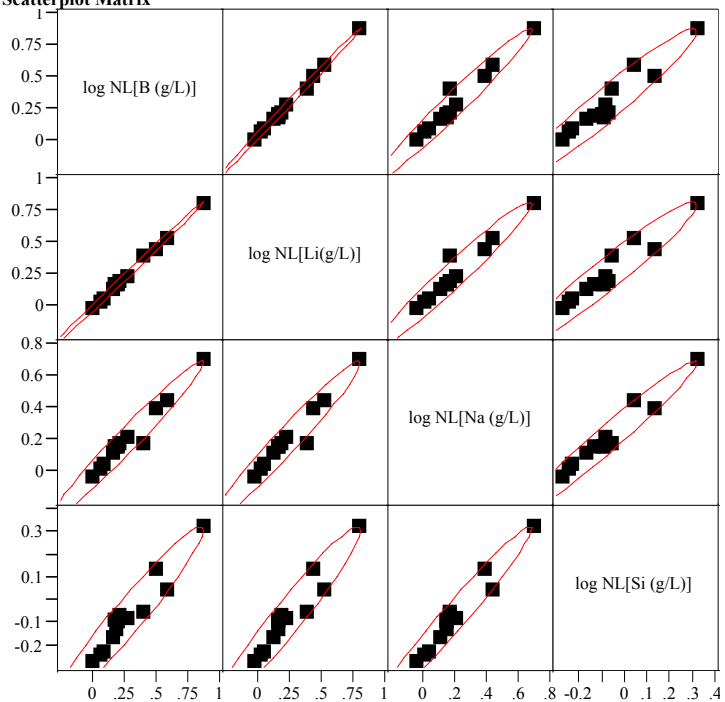 Scatterplot Matrix
1
0.75
0.5
0.25
0
log NL[B (g/L)]
1
0.75
0.5
0.25
0
log NL[Li(g/L)]
0.8
0.6
0.4
0.2
0
log NL[Na (g/L)]
0.3
0.1
-0.1
-0.2
log NL[Si (g/L)]
0 .25 .5 .75 1
0 .25 .5 .75 1
0 .2 .4 .6 .8
-0.2 0 .1 .2 .3 .4